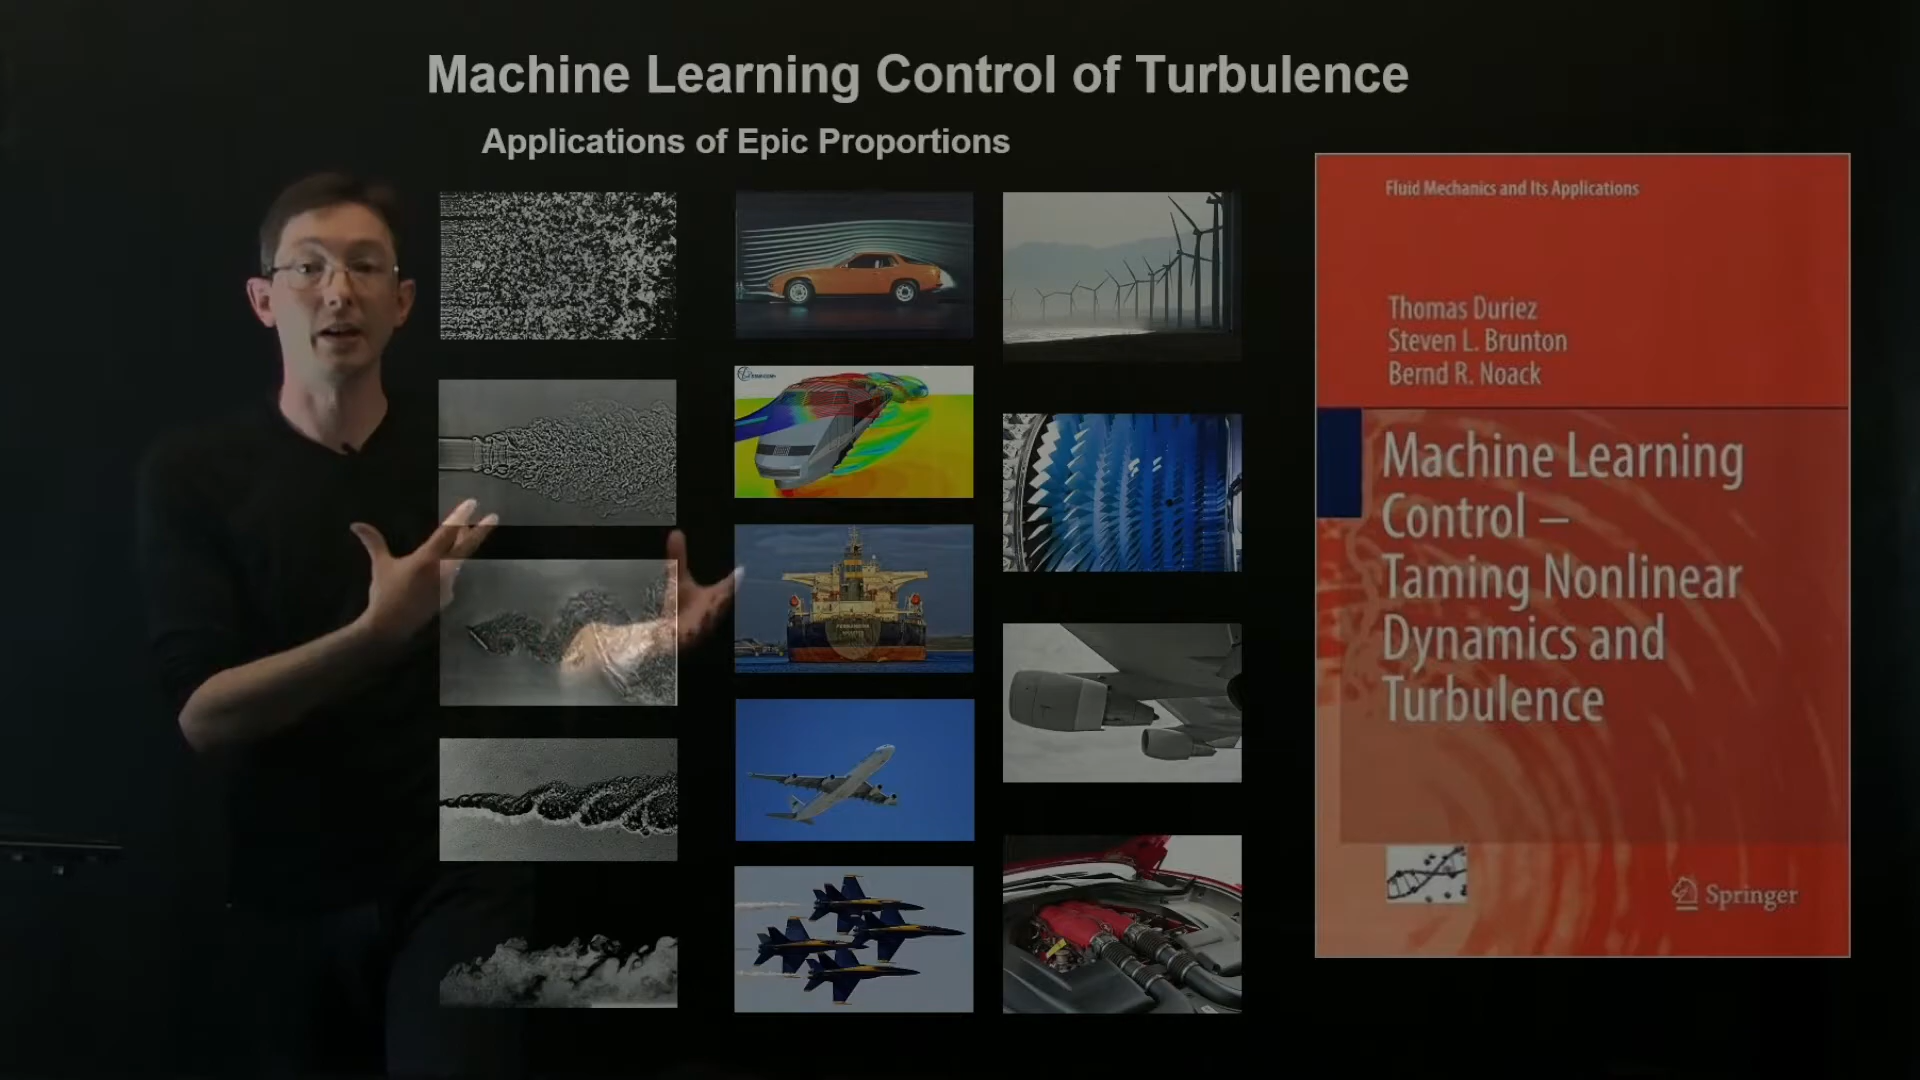 Machine Learning Control of Turbulence
Applications of Epic Proportions
Fluid Mechanics and Its Applications
Thomas Duriez
Steven L. Brunton
Bernd R. Noack
Machine Learning
Control –
Taming Nonlinear
Dynamics and
Turbulence
Springer